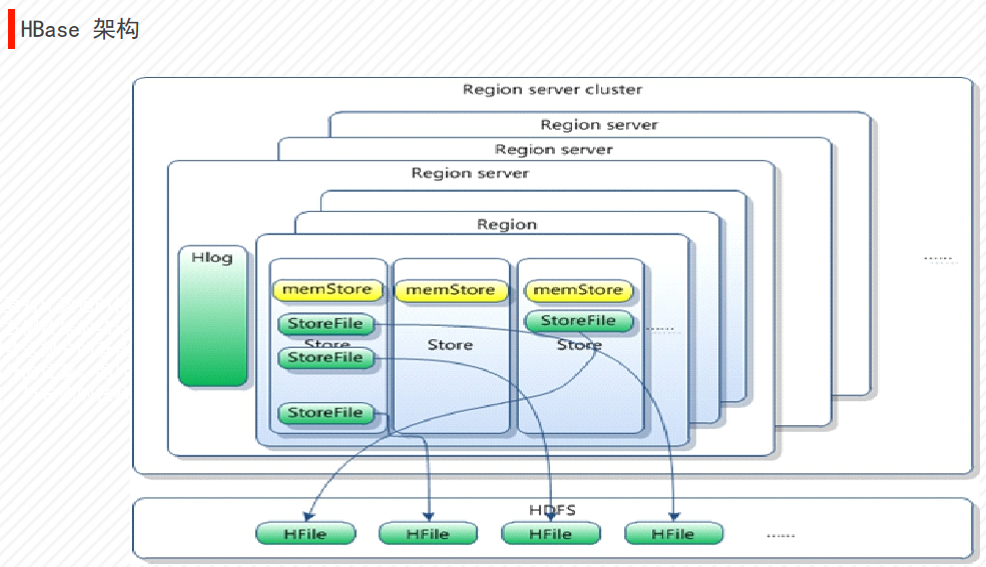 HBase 架构
Region server cluster
Region server
Region server
Region server
Region
Hlog
memStore
memStore
memStore
StoreFile
StoreFile
Store
Store
Store
StoreFile
StoreFile
......
......
HDFS
HFile
HFile
HFile
HFile
......